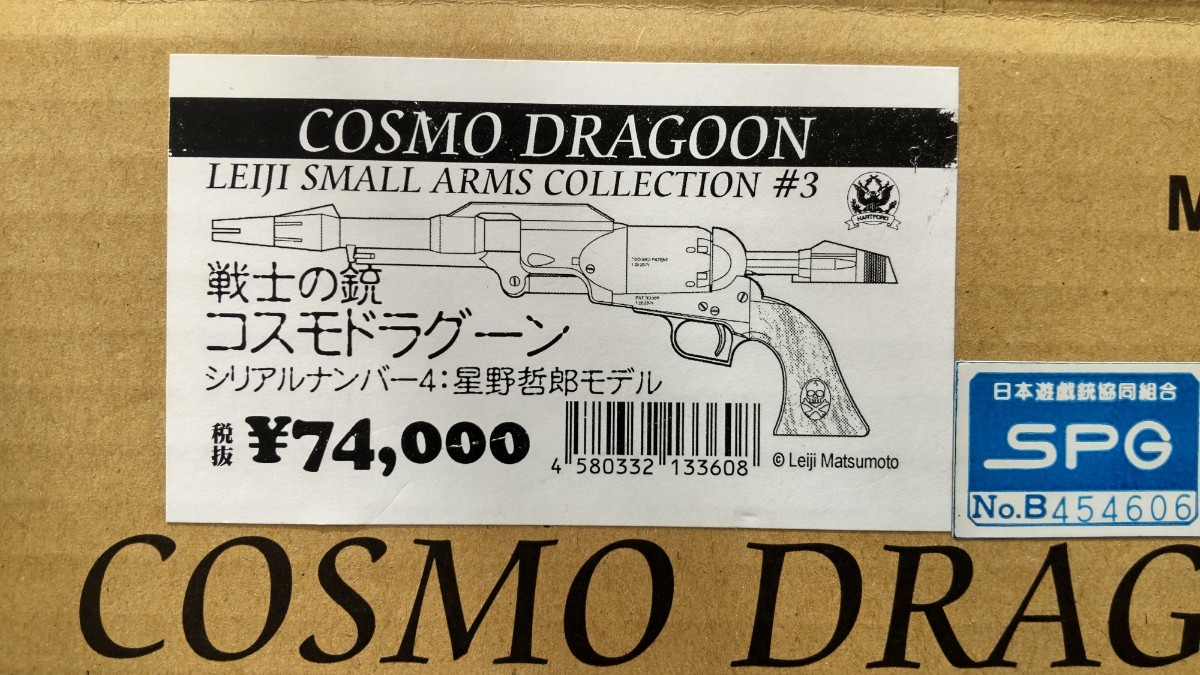 COSMO DRAGOON
LEIJI SMALL ARMS COLLECTION #3
HARTFORD
戦士の銃
コスモドラグーン
シリアルナンバー4:星野哲郎モデル
税抜 ¥74,000
4 580332 133608
© Leiji Matsumoto
M
日本遊戯銃協同組合
SPG
No.B454606
COSMO DRAG